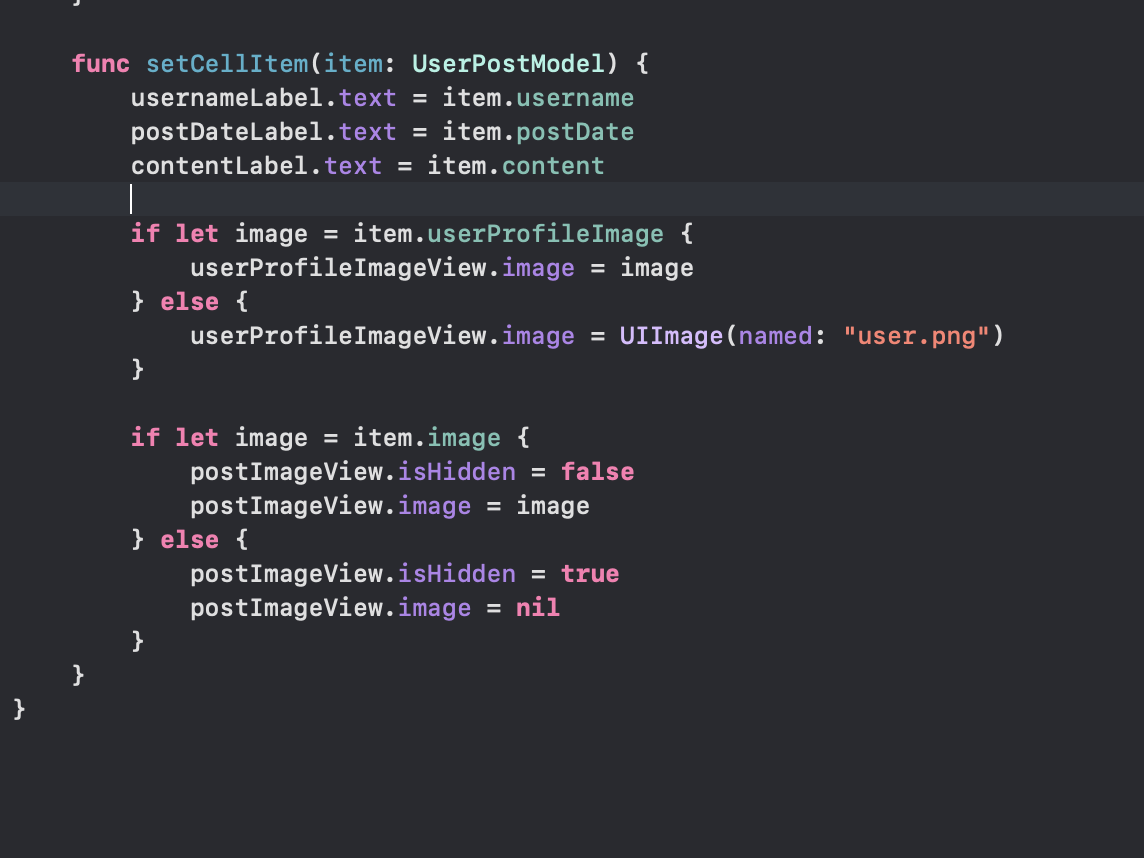 }
func setCellItem(item: UserPostModel) {
usernameLabel.text = item.username
postDateLabel.text = item.postDate
contentLabel.text = item.content
if let image = item.userProfileImage {
userProfileImageView.image = image
} else {
userProfileImageView.image = UIImage(named: "user.png")
}
if let image = item.image {
postImageView.isHidden = false
postImageView.image = image
} else {
postImageView.isHidden = true
postImageView.image = nil
}
}
}